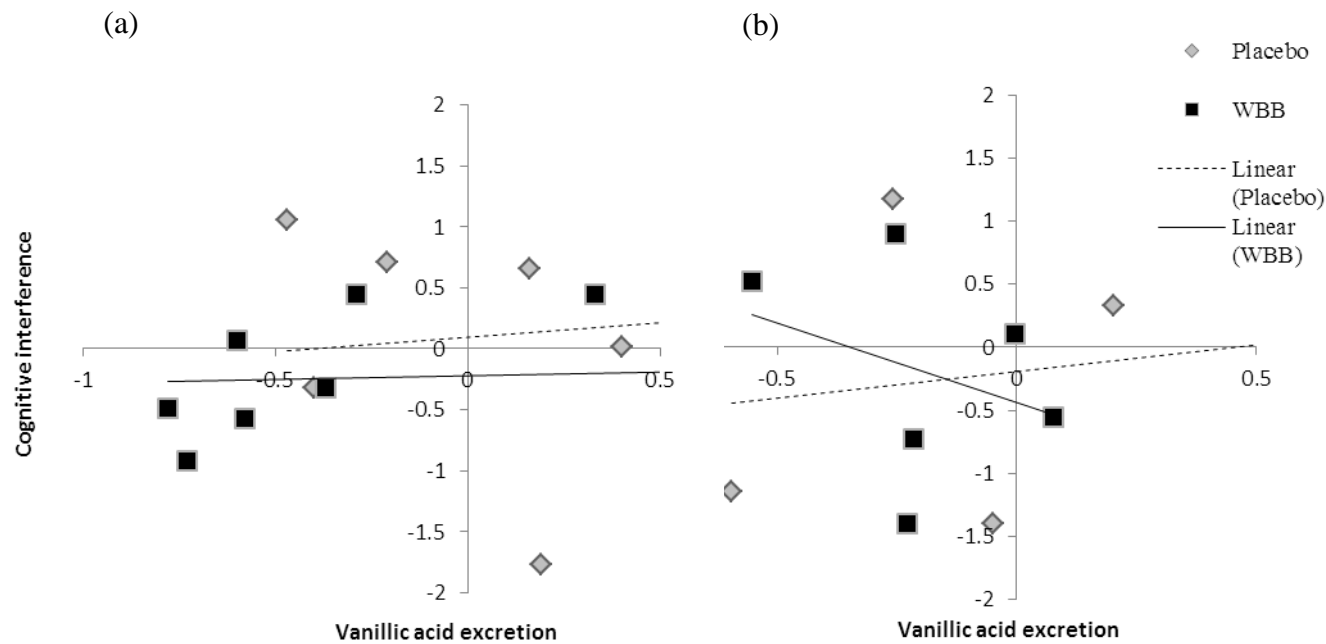 (a)
(b)
Placebo
WBB
Linear
(Placebo)
Linear
(WBB)
Cognitive interference
2
1.5
1
0.5
0
-0.5
-1
-1.5
-2
-1
-0.5
0
0.5
Vanillic acid excretion
2
1.5
1
0.5
0
-0.5
-1
-1.5
-2
-0.5
0
0.5
Vanillic acid excretion